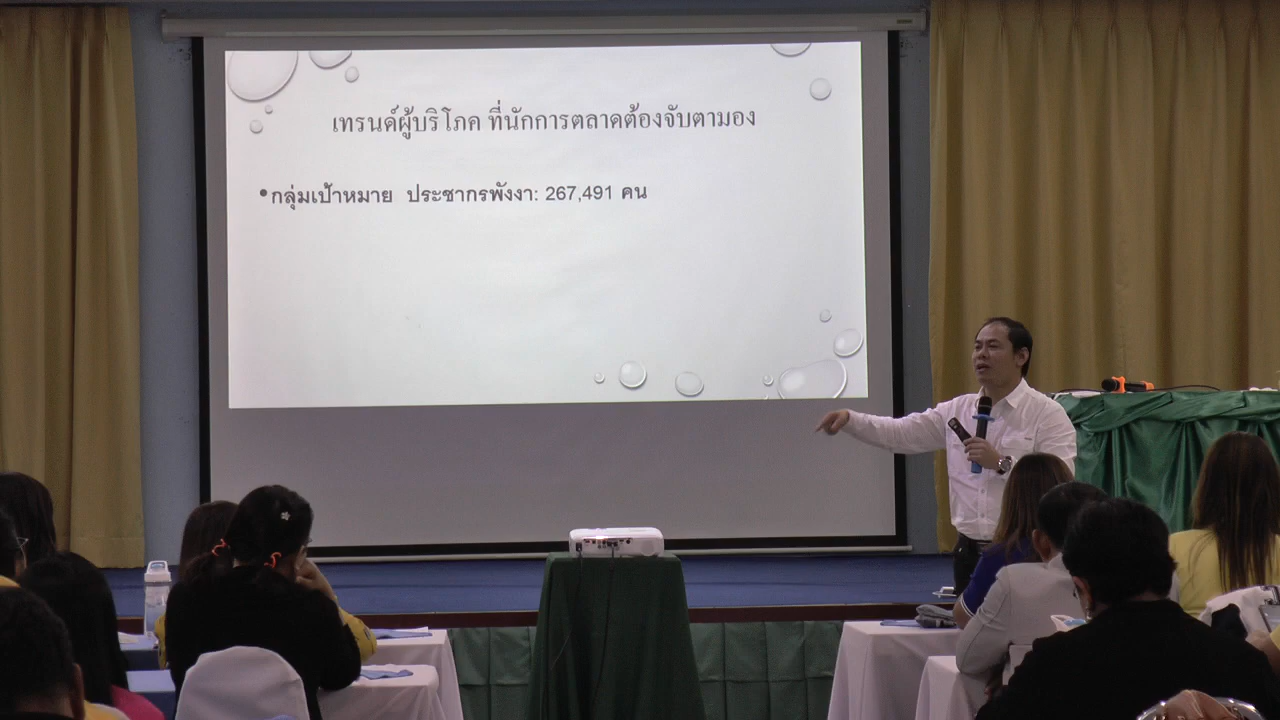 เทรนด์ผู้บริโภค ที่นักการตลาดต้องจับตามอง
•กลุ่มเป้าหมาย ประชากรพังงา: 267,491 คน